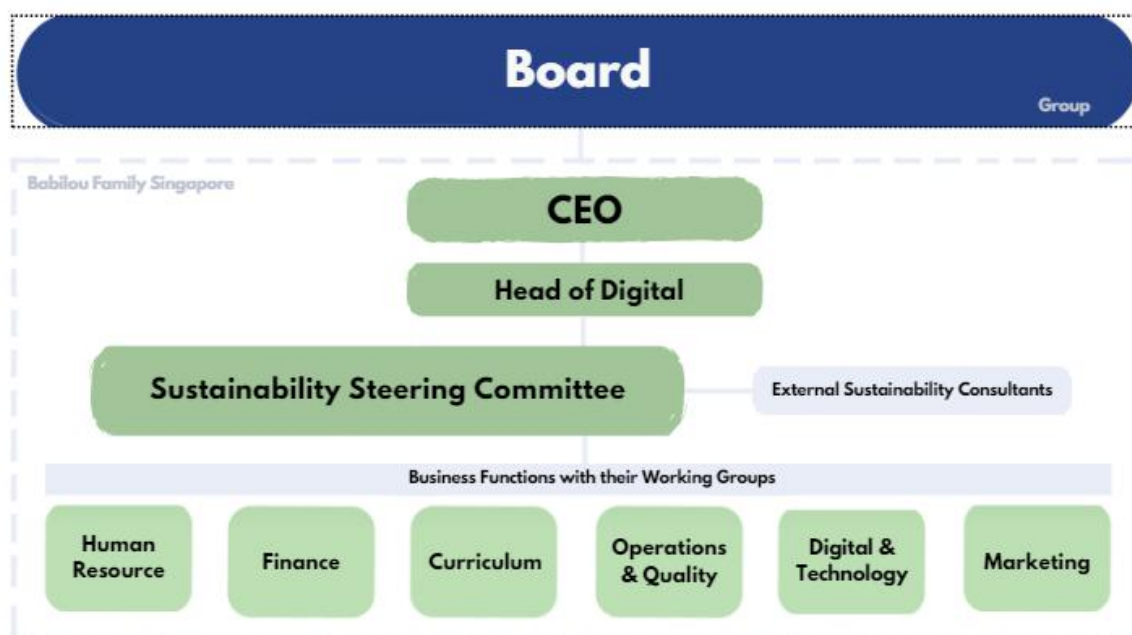 Board
Group
Babilou Family Singapore
CEO
Head of Digital
Sustainability Steering Committee
External Sustainability Consultants
Business Functions with their Working Groups
Human
Resource
Finance
Curriculum
Operations
& Quality
Digital &
Technology
Marketing